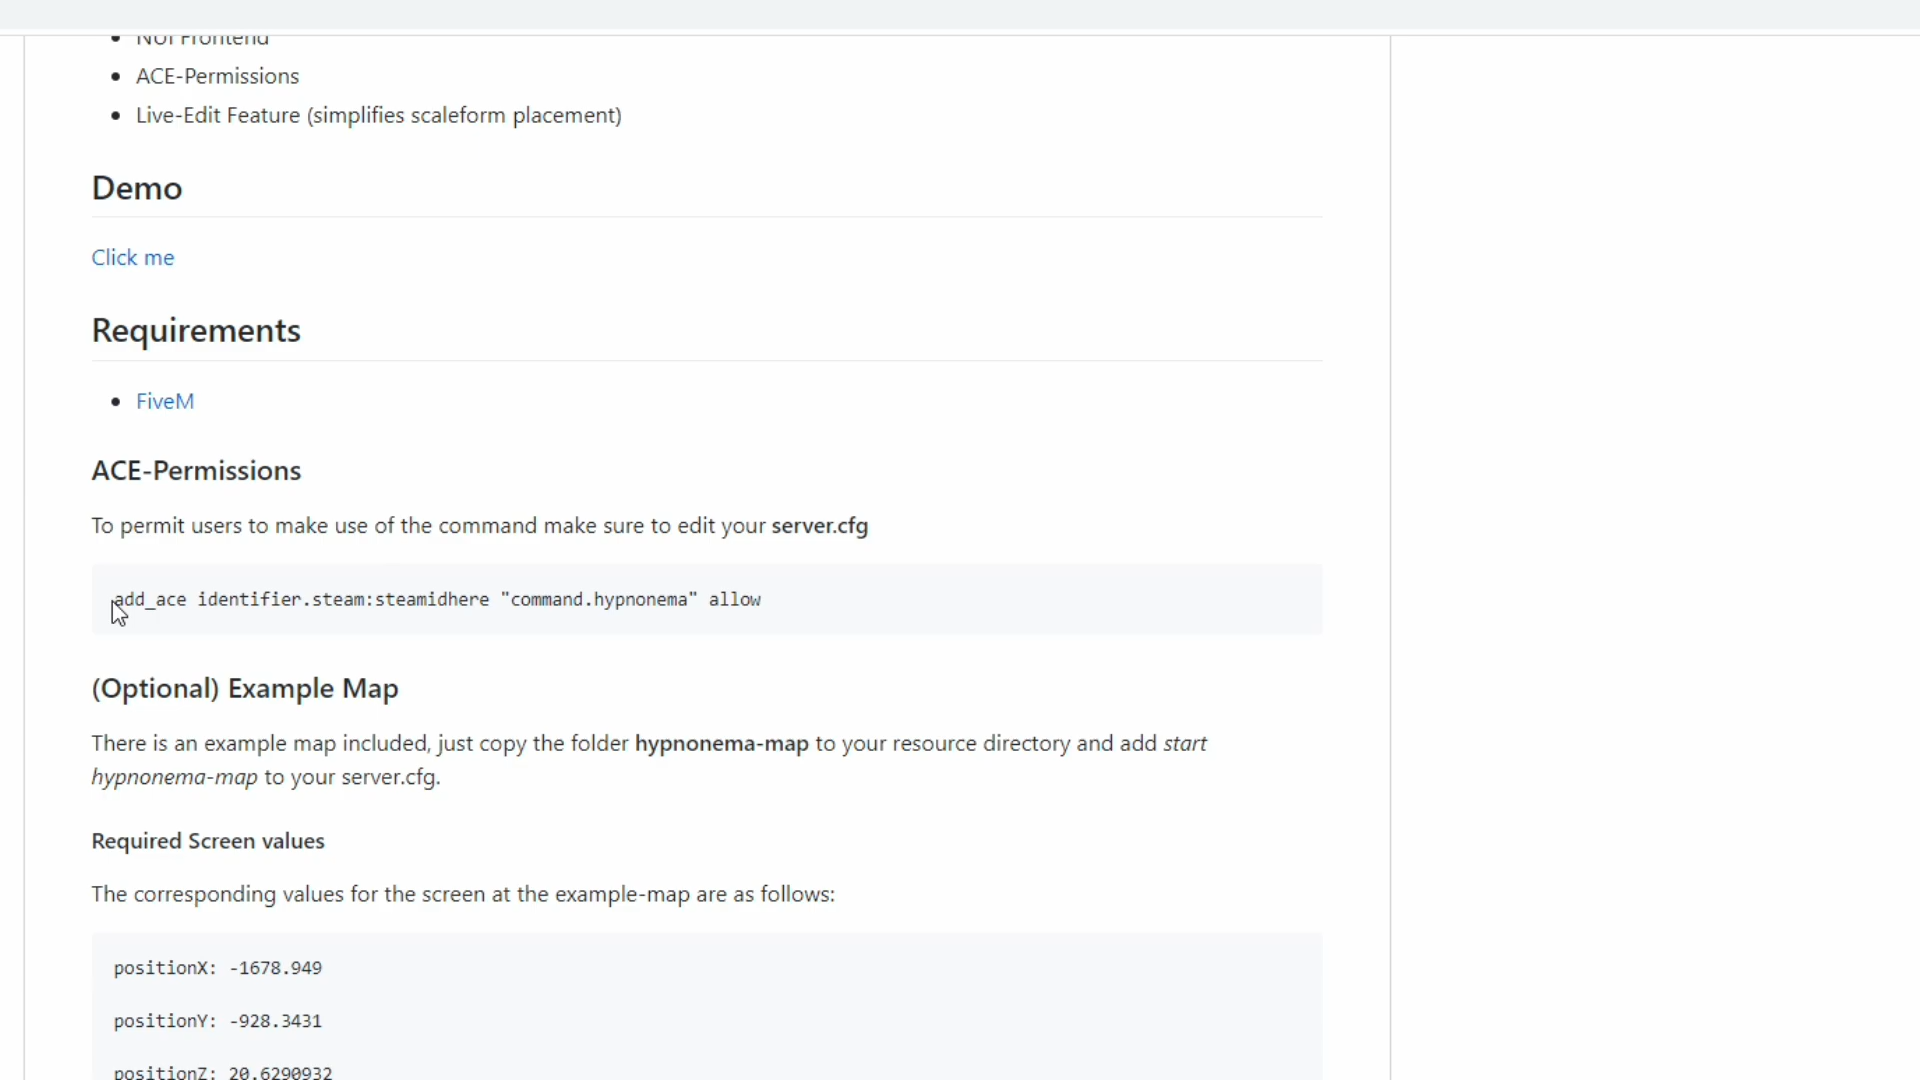 NUI Frontend
ACE-Permissions
Live-Edit Feature (simplifies scaleform placement)
Demo
Click me
Requirements
FiveM
ACE-Permissions
To permit users to make use of the command make sure to edit your server.cfg
add_ace identifier.steam:steamidhere "command.hypnonema" allow
(Optional) Example Map
There is an example map included, just copy the folder hypnonema-map to your resource directory and add start
hypnonema-map to your server.cfg.
Required Screen values
The corresponding values for the screen at the example-map are as follows:
positionX: -1678.949
positionY: -928.3431
positionZ: 20.6290932